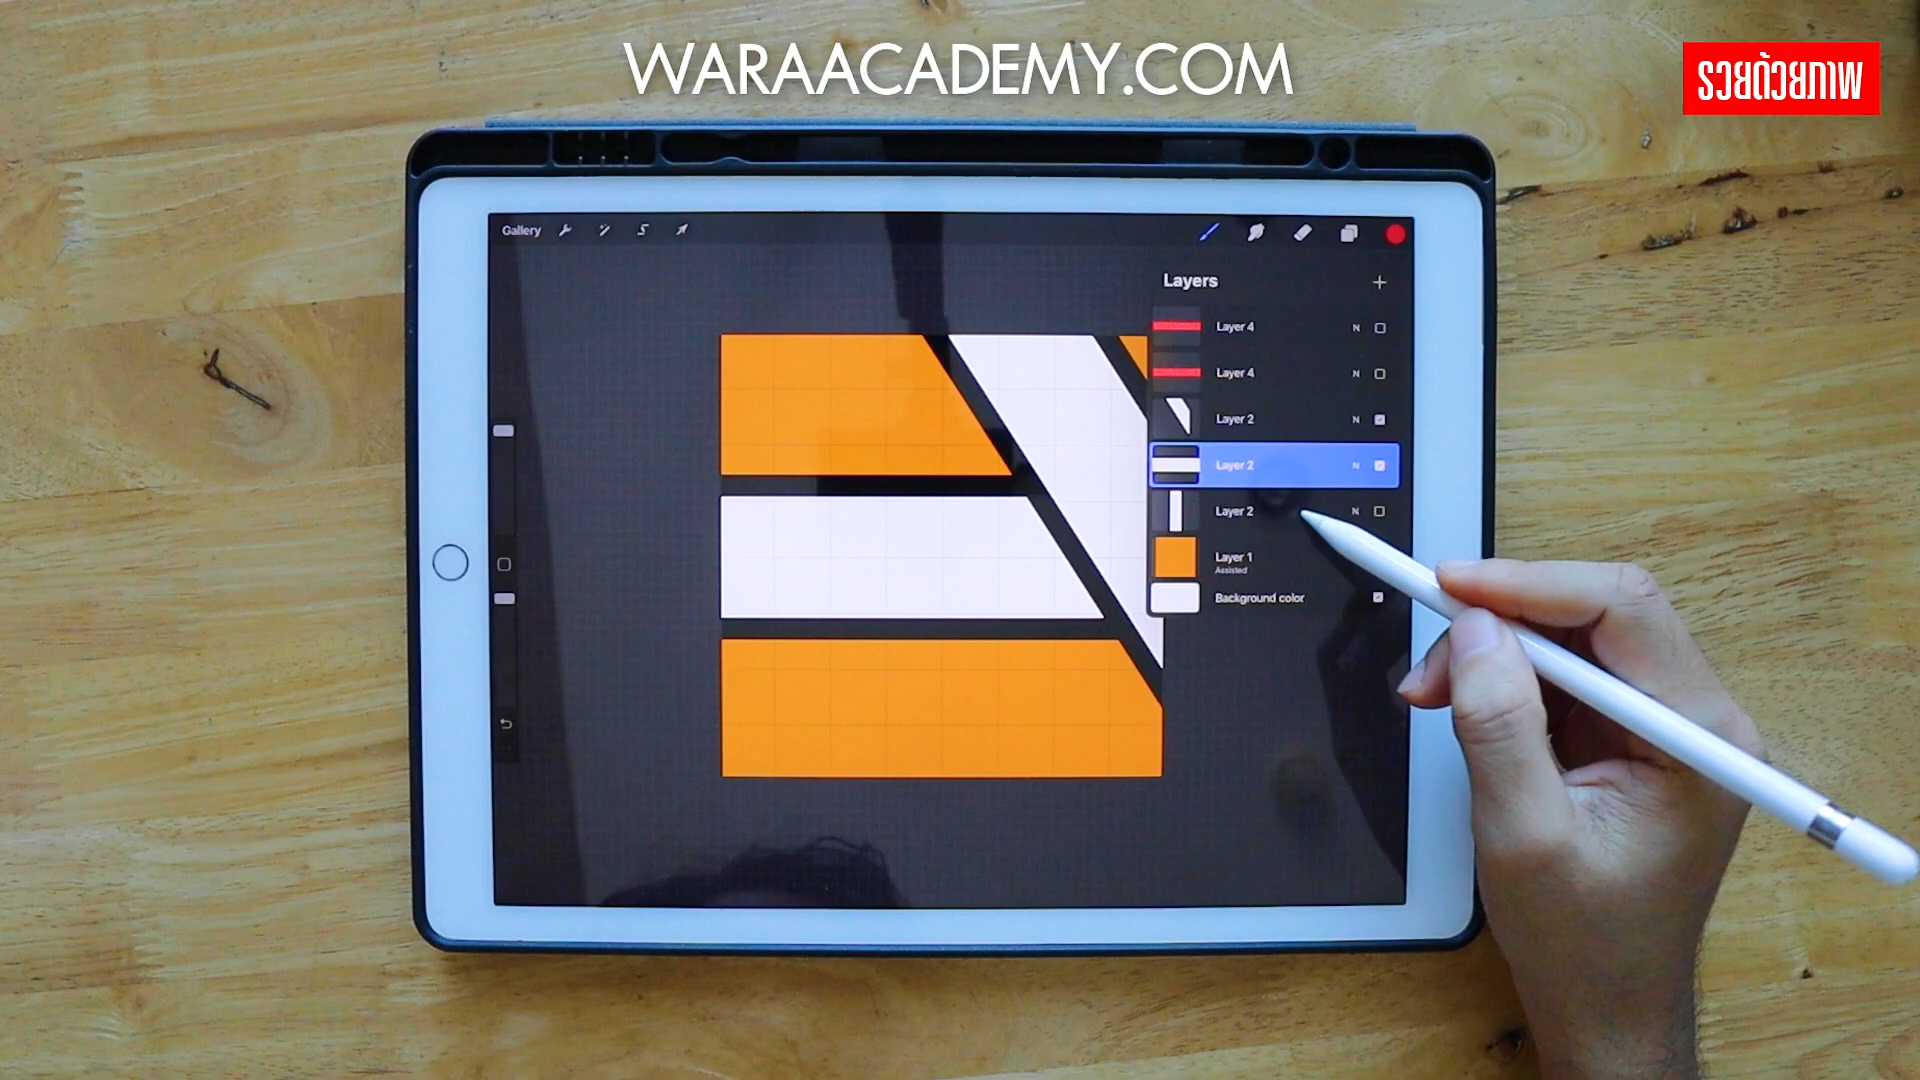 WARAACADEMY.COM
รวยด้วยภาพ
Gallery
Layers
Layer 4 N
Layer 4 N
Layer 2 N
Layer 2 N
Layer 2 N
Layer 1
Assisted
Background color